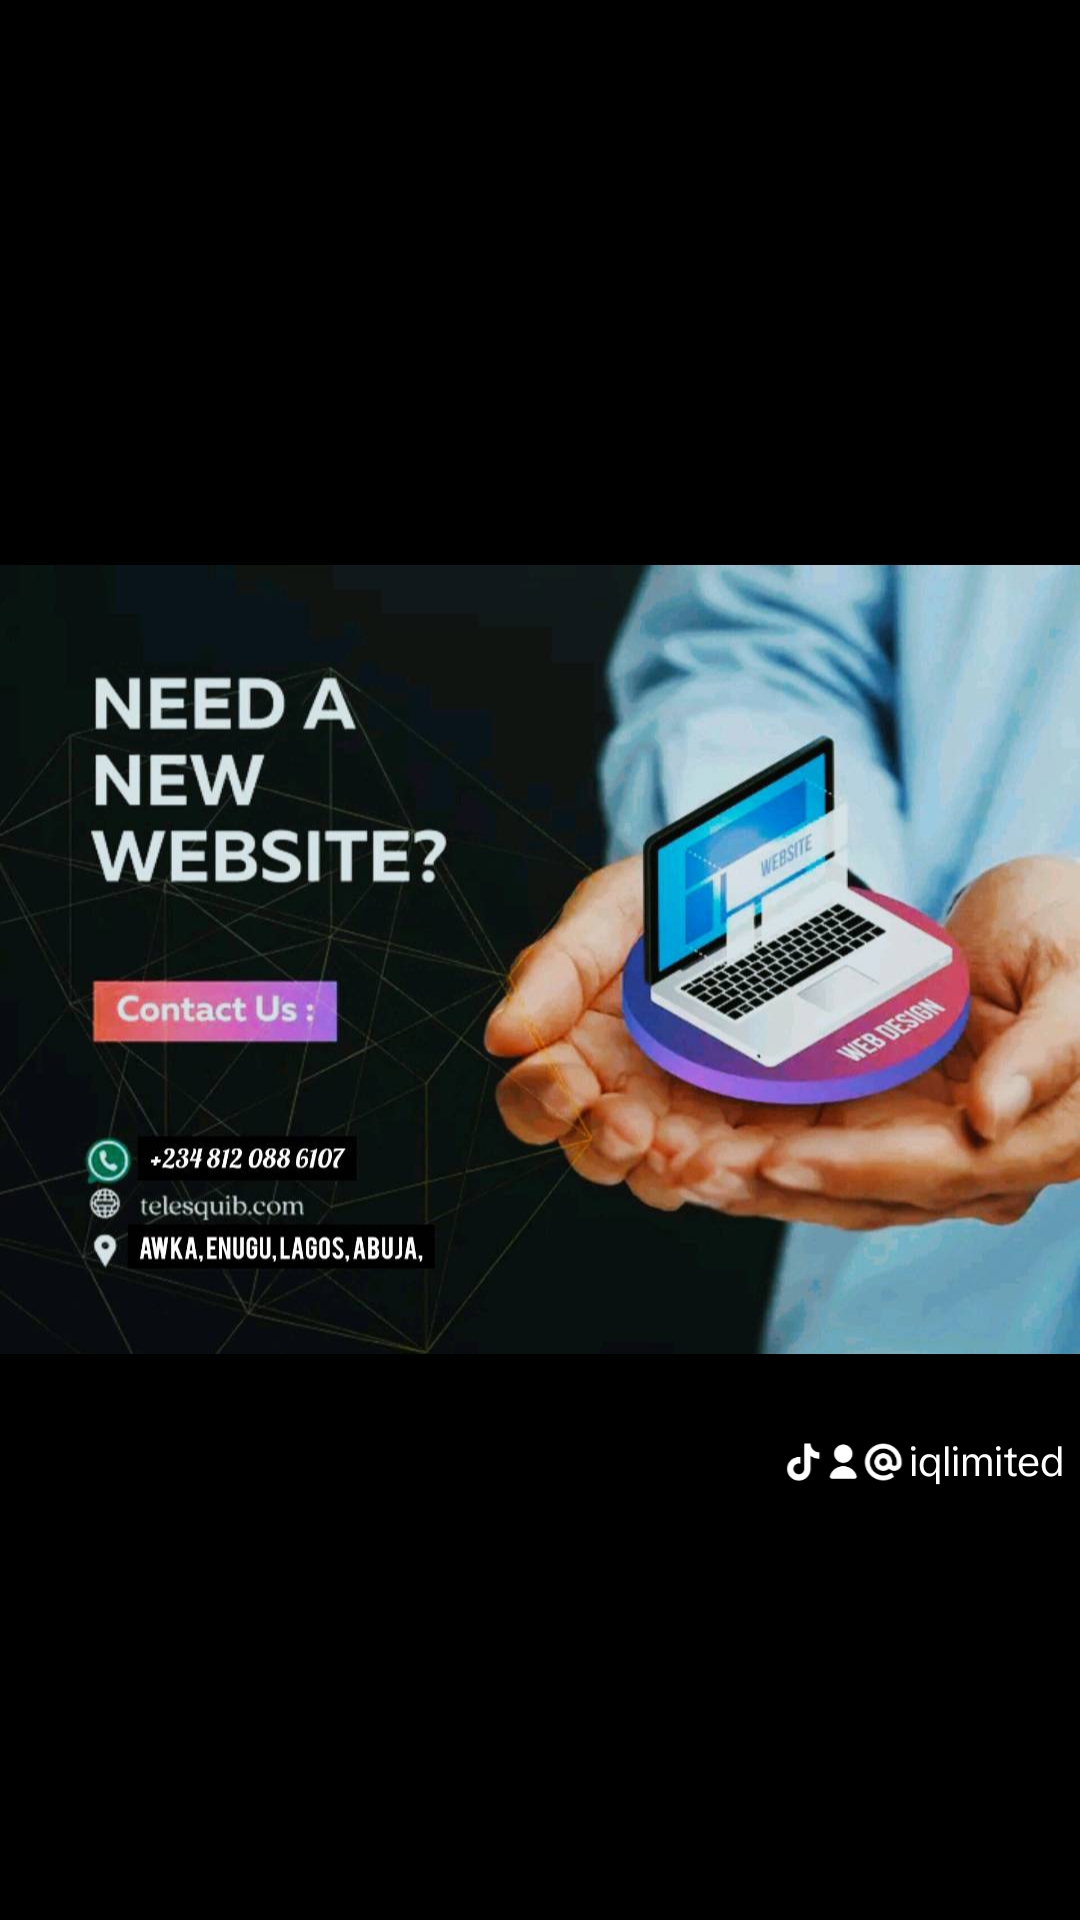 NEED A
NEW
WEBSITE?
WEBSITE
WEB DESIGN
Contact Us :
+234 812 088 6107
telesquib.com
AWKA, ENUGU, LAGOS, ABUJA,
@iqlimited